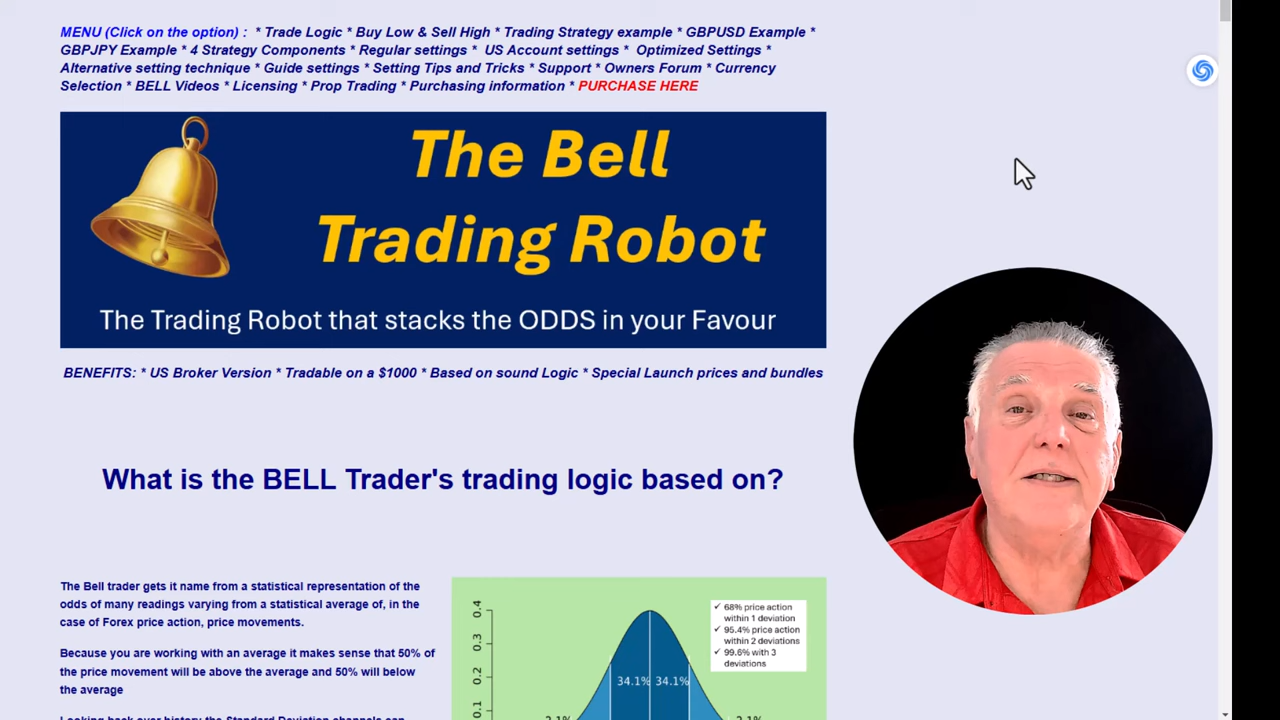 MENU (Click on the option) : * Trade Logic * Buy Low & Sell High * Trading Strategy example * GBPUSD Example *
GBPJPY Example * 4 Strategy Components * Regular settings * US Account settings * Optimized Settings *
Alternative setting technique * Guide settings * Setting Tips and Tricks * Support * Owners Forum * Currency
Selection * BELL Videos * Licensing * Prop Trading * Purchasing information * PURCHASE HERE
The Bell
Trading Robot
The Trading Robot that stacks the ODDS in your Favour
BENEFITS: * US Broker Version * Tradable on a $1000 * Based on sound Logic * Special Launch prices and bundles
What is the BELL Trader's trading logic based on?
The Bell trader gets it name from a statistical representation of the
odds of many readings varying from a statistical average of, in the
case of Forex price action, price movements.
Because you are working with an average it makes sense that 50% of
the price movement will be above the average and 50% will below
the average
0.4
0.3
0.2
0.1
✓ 68% price action
within 1 deviation
✓ 95.4% price action
within 2 deviations
✓ 99.6% with 3
deviations
34.1% 34.1%